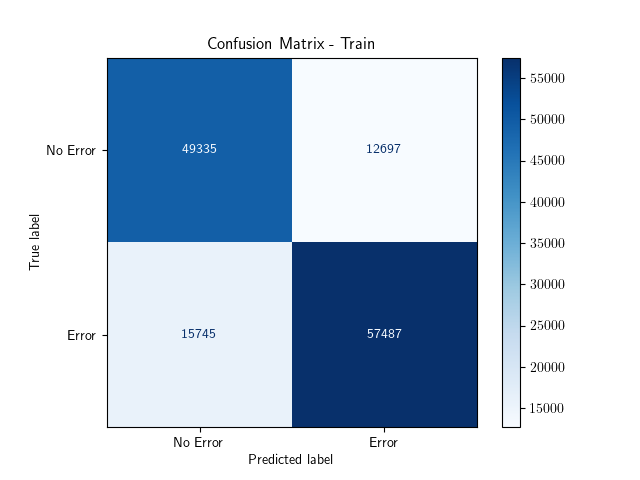 Confusion Matrix - Train
55000
50000
No Error
49335
12697
45000
40000
True label
35000
30000
Error
15745
57487
25000
20000
15000
No Error
Error
Predicted label